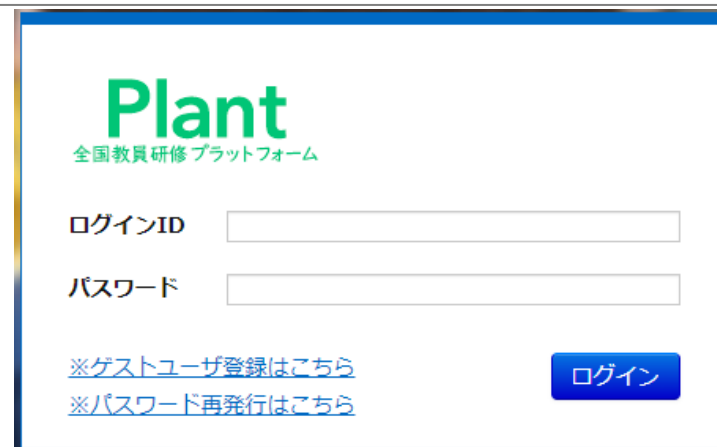 Plant
全国教員研修プラットフォーム
ログインID
パスワード
※ゲストユーザ登録はこちら
ログイン
※パスワード再発行はこちら